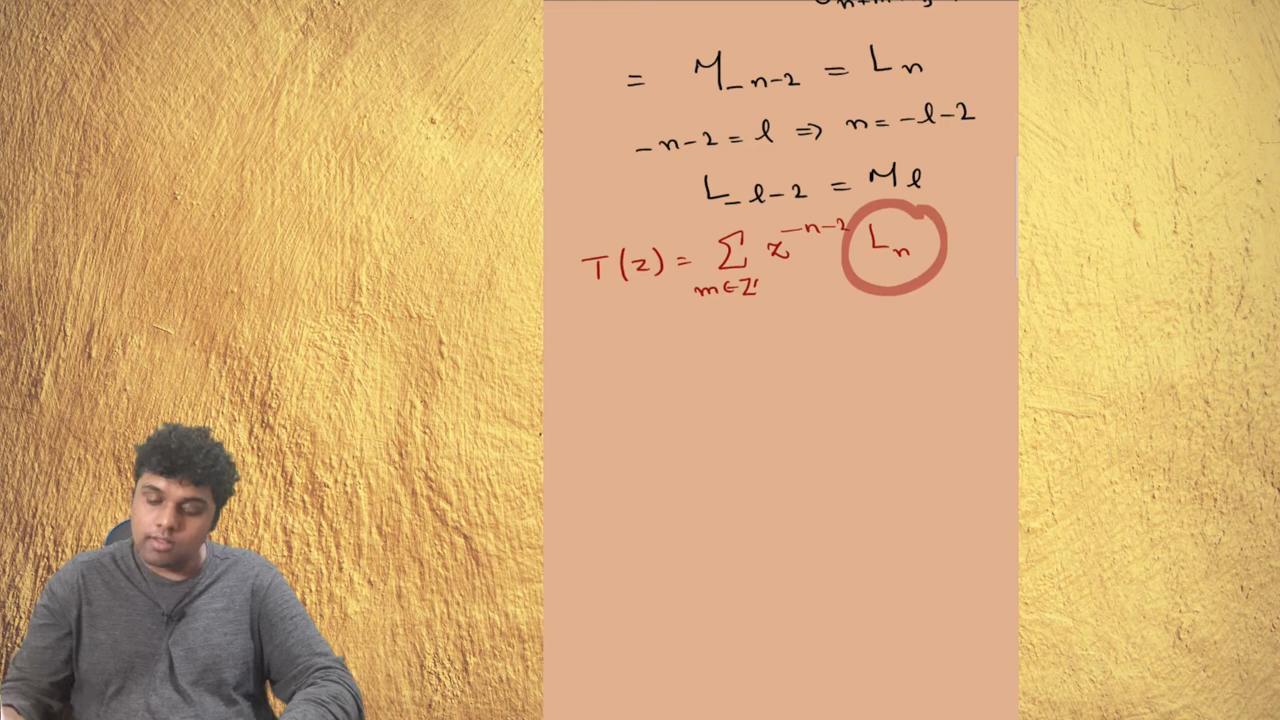 = M_{-n-2} = L_n
-n-2 = l ⇒ n = -l-2
L_{-l-2} = M_l
T(z) = ∑_{m∈ℤ} z^{-n-2} L_n